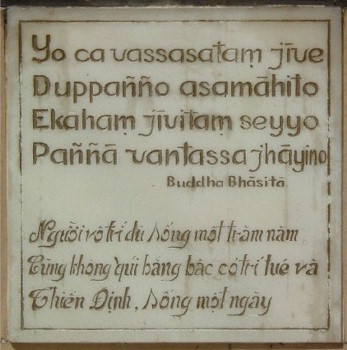 Yo ca vassasataṃ jīve
Duppañño asamāhito
Ekahaṃ jīvitaṃ seyyo
Paññā vantassa jhāyino
Buddha Bhāsitā
Người vô trí dù sống một trăm năm
Cũng không quí bằng bậc có trí tuệ và
Thiền Định, sống một ngày